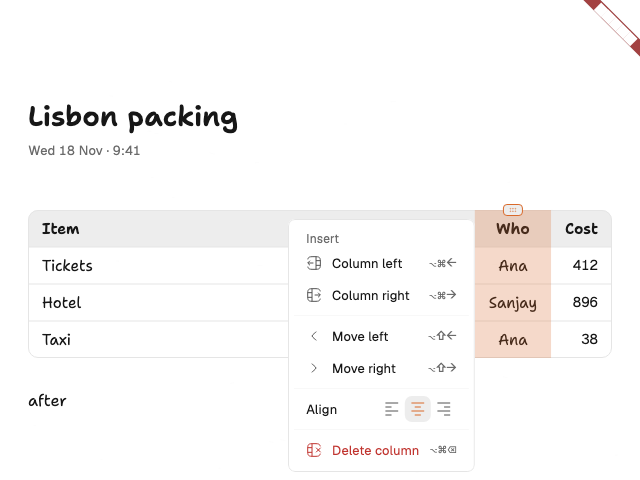 Lisbon packing
Wed 18 Nov · 9:41
Item Who Cost
Tickets Ana 412
Hotel Sanjay 896
Taxi Ana 38
after
Insert
Column left ⌥⌘←
Column right ⌥⌘→
Move left ⌥⇧←
Move right ⌥⇧→
Align
Delete column ⌥⌘⌫